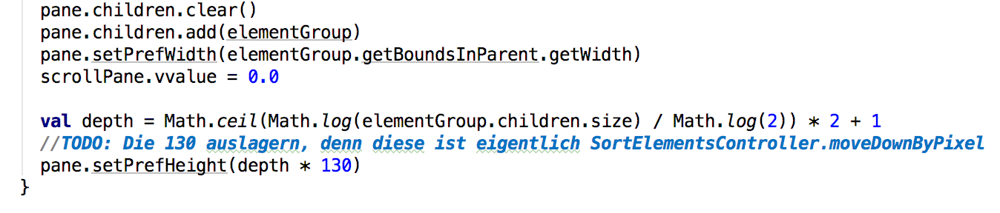 pane.children.clear()
pane.children.add(elementGroup)
pane.setPrefWidth(elementGroup.getBoundsInParent.getWidth)
scrollPane.vvalue = 0.0
val depth = Math.ceil(Math.log(elementGroup.children.size) / Math.log(2)) * 2 + 1
//TODO: Die 130 auslagern, denn diese ist eigentlich SortElementsController.moveDownByPixel
pane.setPrefHeight(depth * 130)
}